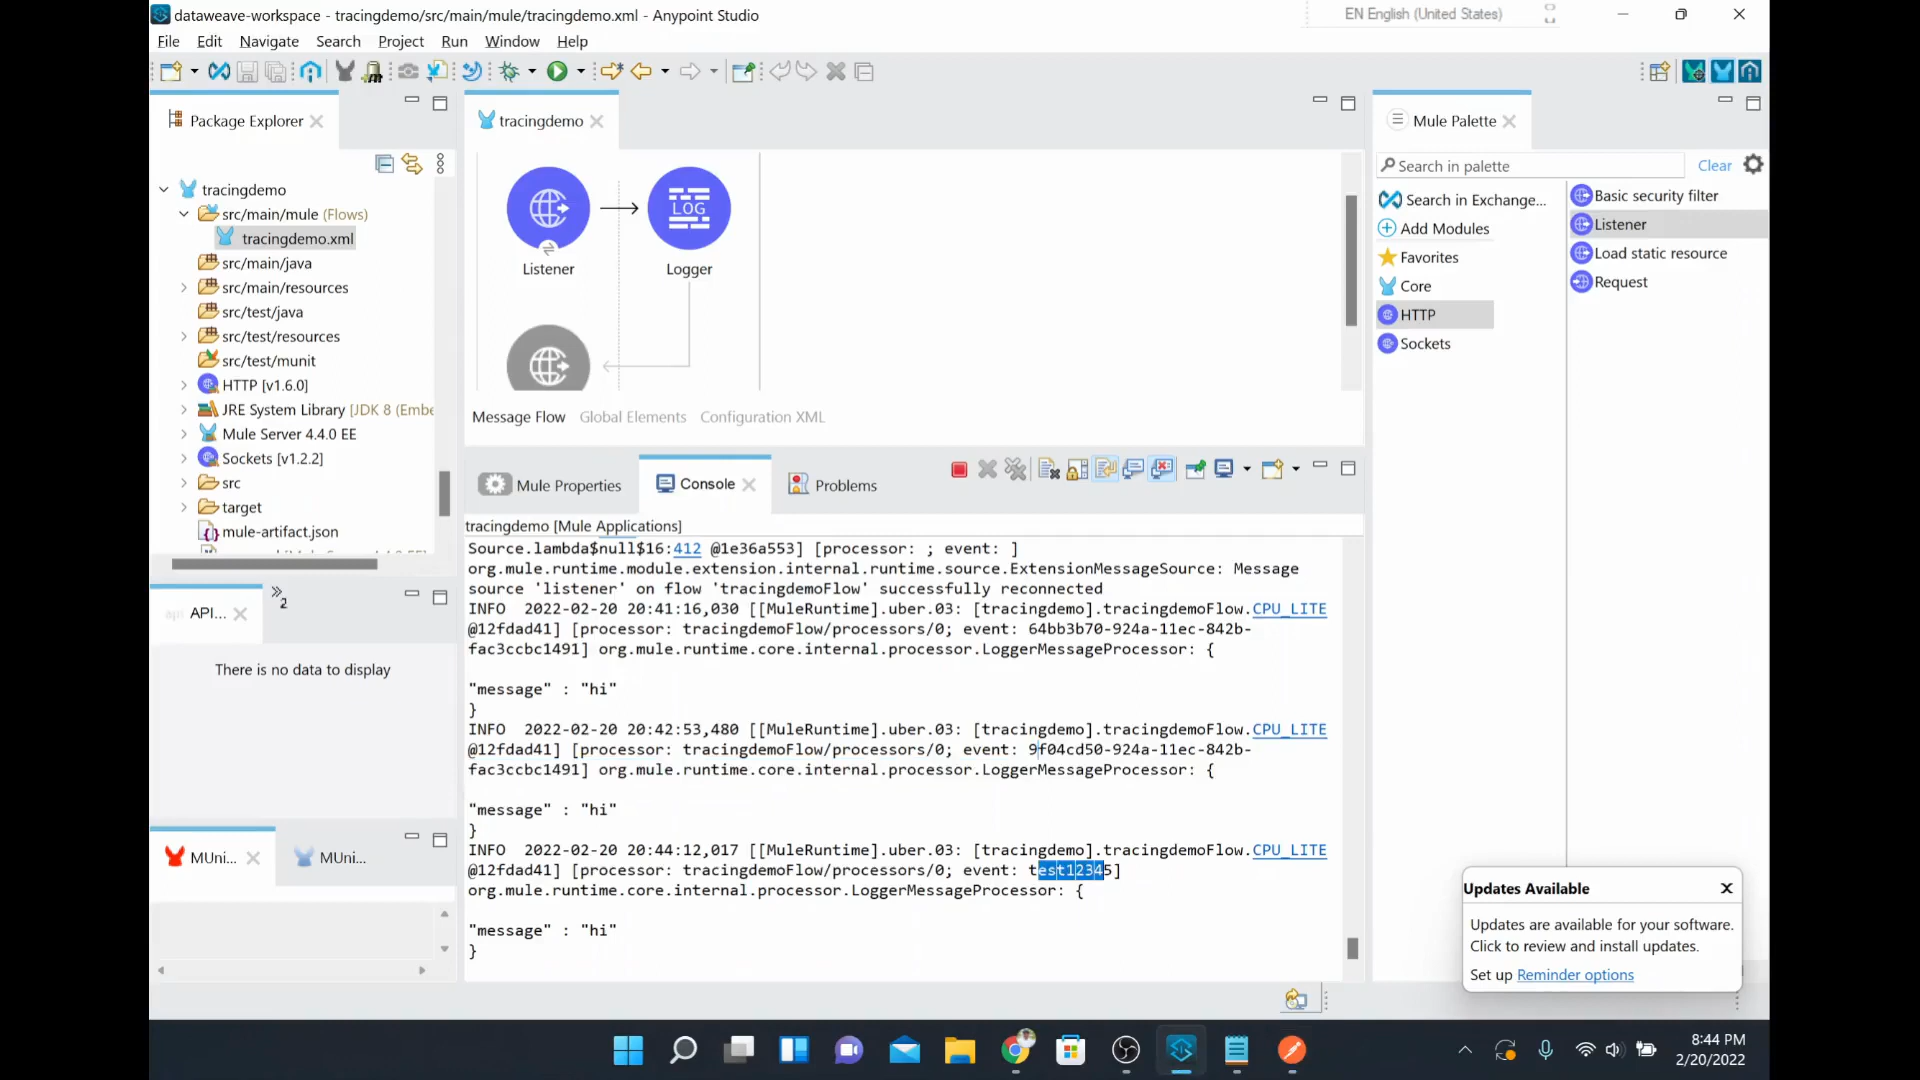 dataweave-workspace - tracingdemo/src/main/mule/tracingdemo.xml - Anypoint Studio
EN English (United States)
File Edit Navigate Search Project Run Window Help
Package Explorer
tracingdemo
src/main/mule (Flows)
tracingdemo.xml
src/main/java
src/main/resources
src/test/java
src/test/resources
src/test/munit
HTTP [v1.6.0]
JRE System Library [JDK 8 (Embe
Mule Server 4.4.0 EE
Sockets [v1.2.2]
src
target
mule-artifact.json
API...
2
There is no data to display
MUni...
MUni...
tracingdemo
LOG
Listener
Logger
Message Flow Global Elements Configuration XML
Mule Properties
Console
Problems
tracingdemo [Mule Applications]
Source.lambda$null$16:412 @1e36a553] [processor: ; event: ]
org.mule.runtime.module.extension.internal.runtime.source.ExtensionMessageSource: Message
source 'listener' on flow 'tracingdemoFlow' successfully reconnected
INFO  2022-02-20 20:41:16,030 [[MuleRuntime].uber.03: [tracingdemo].tracingdemoFlow.CPU_LITE
@12fdad41] [processor: tracingdemoFlow/processors/0; event: 64bb3b70-924a-11ec-842b-
fac3ccbc1491] org.mule.runtime.core.internal.processor.LoggerMessageProcessor: {
"message" : "hi"
}
INFO  2022-02-20 20:42:53,480 [[MuleRuntime].uber.03: [tracingdemo].tracingdemoFlow.CPU_LITE
@12fdad41] [processor: tracingdemoFlow/processors/0; event: 9f04cd50-924a-11ec-842b-
fac3ccbc1491] org.mule.runtime.core.internal.processor.LoggerMessageProcessor: {
"message" : "hi"
}
INFO  2022-02-20 20:44:12,017 [[MuleRuntime].uber.03: [tracingdemo].tracingdemoFlow.CPU_LITE
@12fdad41] [processor: tracingdemoFlow/processors/0; event: test12345]
org.mule.runtime.core.internal.processor.LoggerMessageProcessor: {
"message" : "hi"
}
Mule Palette
Search in palette
Clear
Search in Exchange...
Add Modules
Favorites
Core
HTTP
Sockets
Basic security filter
Listener
Load static resource
Request
Updates Available
Updates are available for your software.
Click to review and install updates.
Set up Reminder options
8:44 PM
2/20/2022